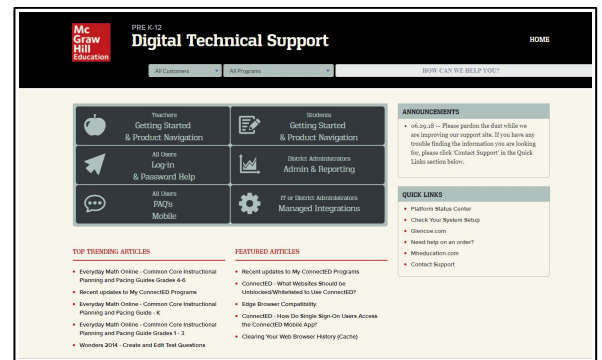 Mc
Graw
Hill
Education
PRE K-12
Digital Technical Support
HOME
All Customers
All Programs
HOW CAN WE HELP YOU?
Teachers
Getting Started
& Product Navigation
Students
Getting Started
& Product Navigation
All Users
Log-in
& Password Help
District Administrators
Admin & Reporting
All Users
FAQ's
Mobile
IT or District Administrators
Managed Integrations
ANNOUNCEMENTS
06.29.18 — Please pardon the dust while we
are improving our support site. If you have any
trouble finding the information you are looking
for, please click 'Contact Support' in the Quick
Links section below.
QUICK LINKS
Platform Status Center
Check Your System Setup
Glencoe.com
Need help on an order?
Mheducation.com
Contact Support
TOP TRENDING ARTICLES
Everyday Math Online - Common Core Instructional
Planning and Pacing Guides Grades 4-6
Recent updates to My ConnectED Programs
Everyday Math Online - Common Core Instructional
Planning and Pacing Guide - K
Everyday Math Online - Common Core Instructional
Planning and Pacing Guide Grades 1 - 3
Wonders 2014 - Create and Edit Test Questions
FEATURED ARTICLES
Recent updates to My ConnectED Programs
ConnectED - What Websites Should be
Unblocked/Whitelisted to Use ConnectED?
Edge Browser Compatibility
ConnectED - How Do Single Sign-On Users Access
the ConnectED Mobile App?
Clearing Your Web Browser History (Cache)